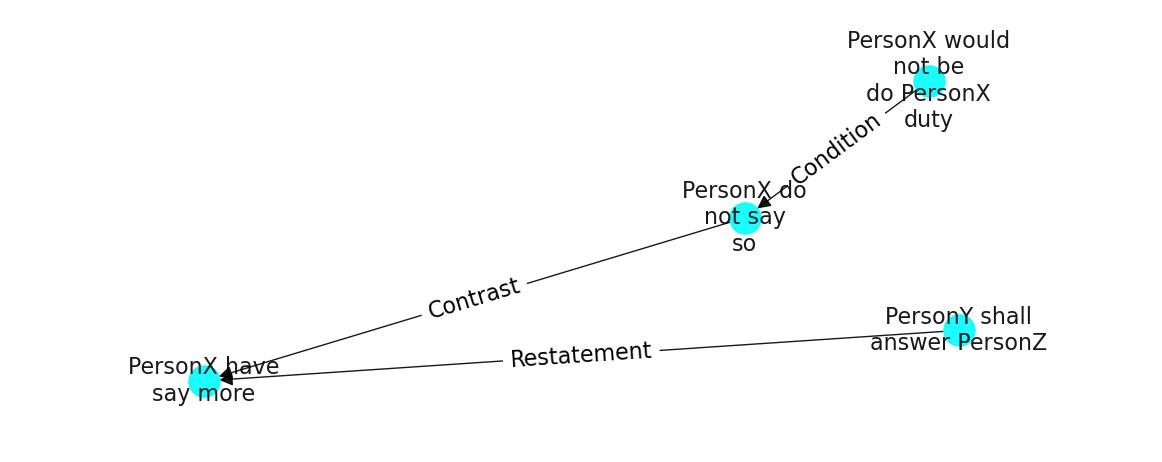 PersonX would
not be
do PersonX
duty
Condition
PersonX do
not say
so
Contrast
PersonY shall
answer PersonZ
Restatement
PersonX have
say more